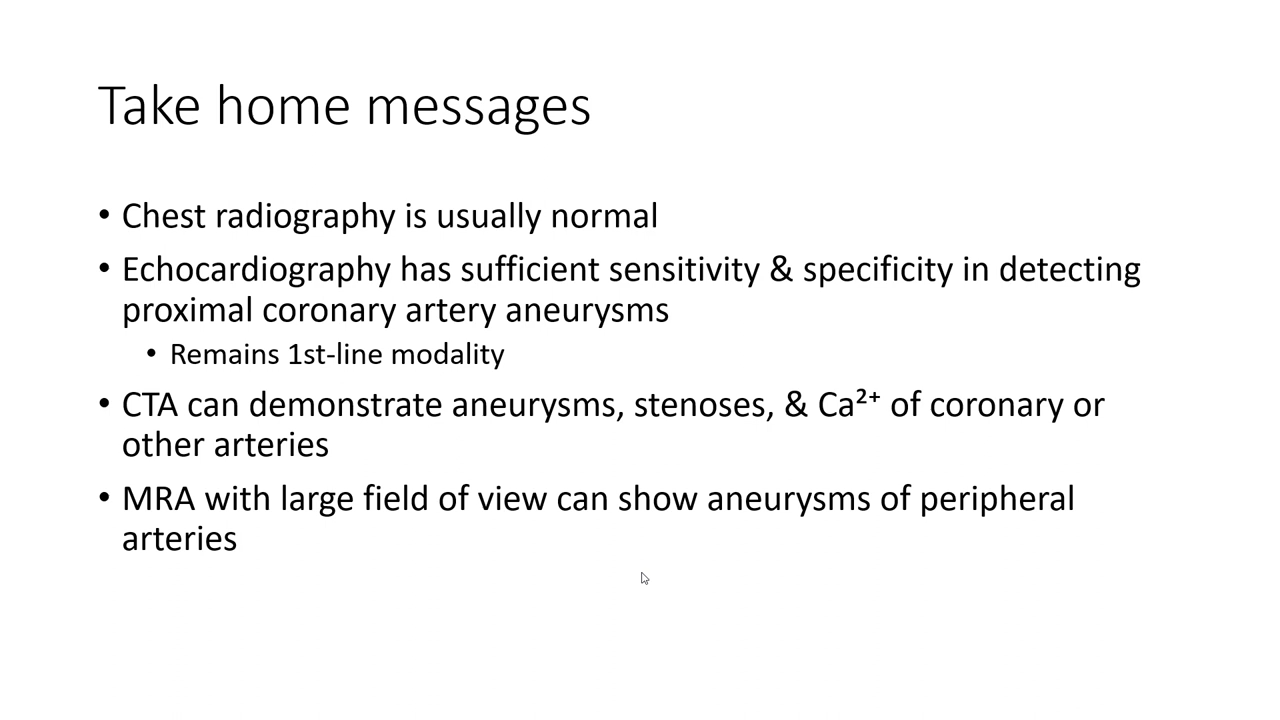 Take home messages
• Chest radiography is usually normal
• Echocardiography has sufficient sensitivity & specificity in detecting
proximal coronary artery aneurysms
• Remains 1st-line modality
• CTA can demonstrate aneurysms, stenoses, & Ca²⁺ of coronary or
other arteries
• MRA with large field of view can show aneurysms of peripheral
arteries